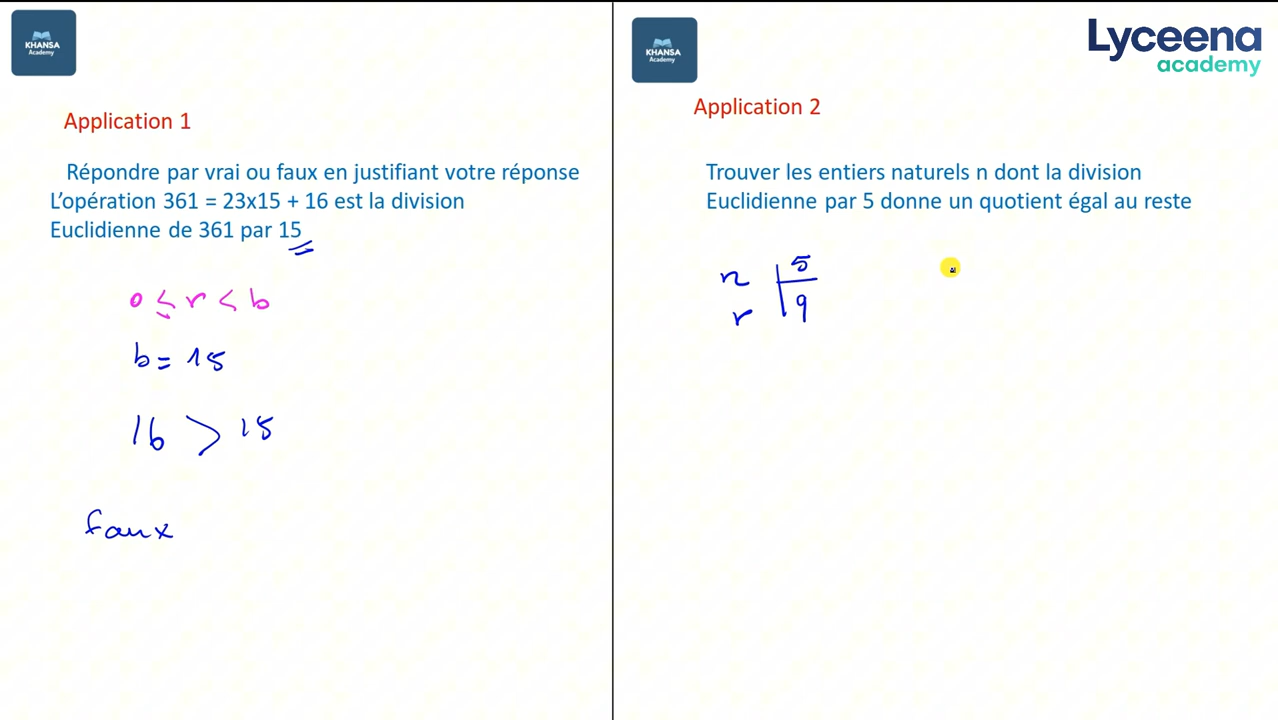 KHANSA
Academy
Application 1
Répondre par vrai ou faux en justifiant votre réponse
L'opération 361 = 23x15 + 16 est la division
Euclidienne de 361 par 15
0 ≤ r < b
b = 15
16 > 15
faux
KHANSA
Academy
Lyceena
academy
Application 2
Trouver les entiers naturels n dont la division
Euclidienne par 5 donne un quotient égal au reste
n 5
r q